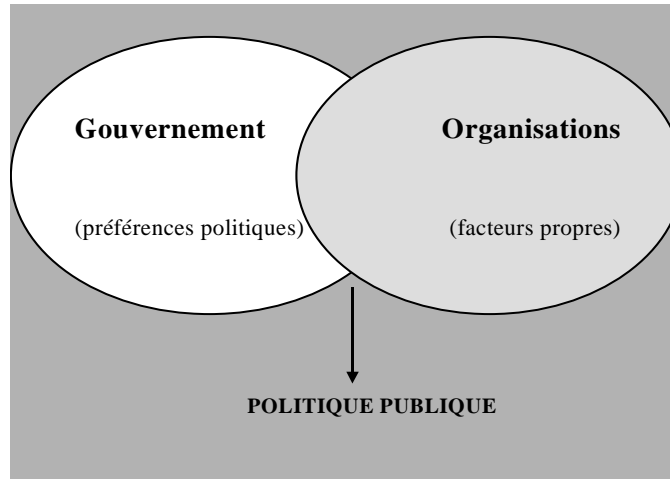 Gouvernement Organisations
(préférences politiques) (facteurs propres)
POLITIQUE PUBLIQUE